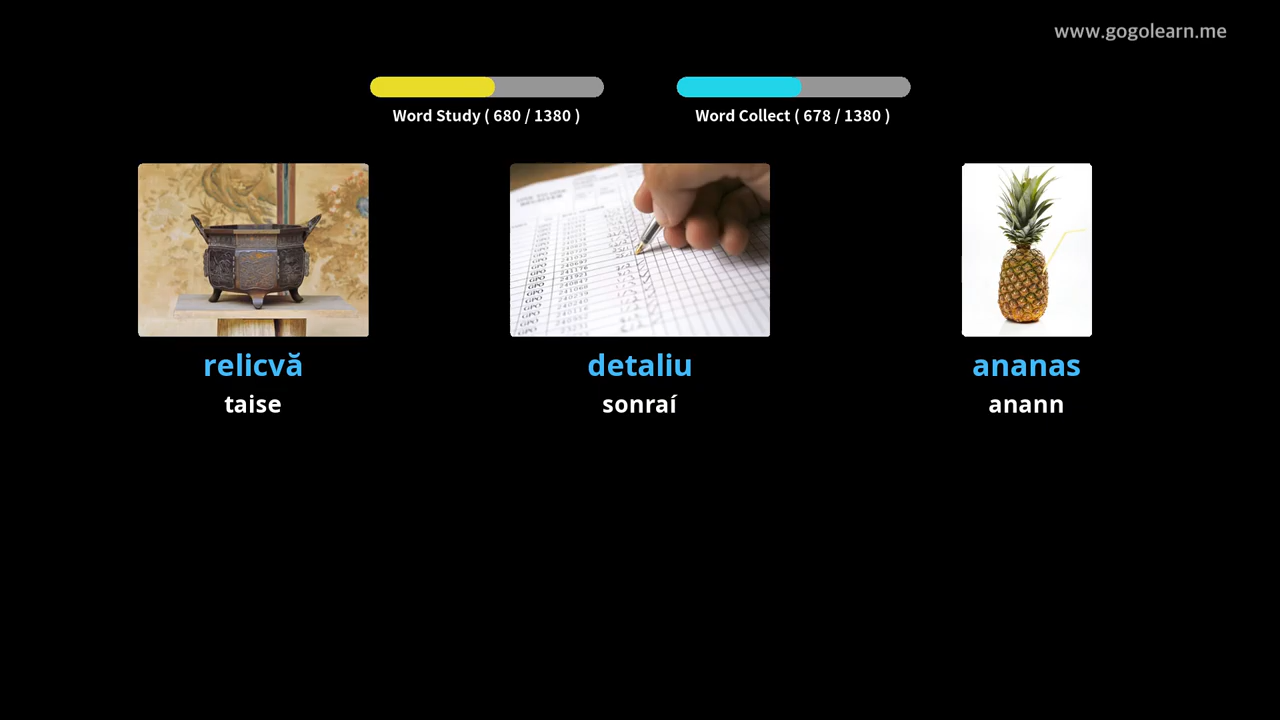 www.gogolearn.me
Word Study ( 680 / 1380 )
Word Collect ( 678 / 1380 )
relicvă
detaliu
ananas
taise
sonraí
anann